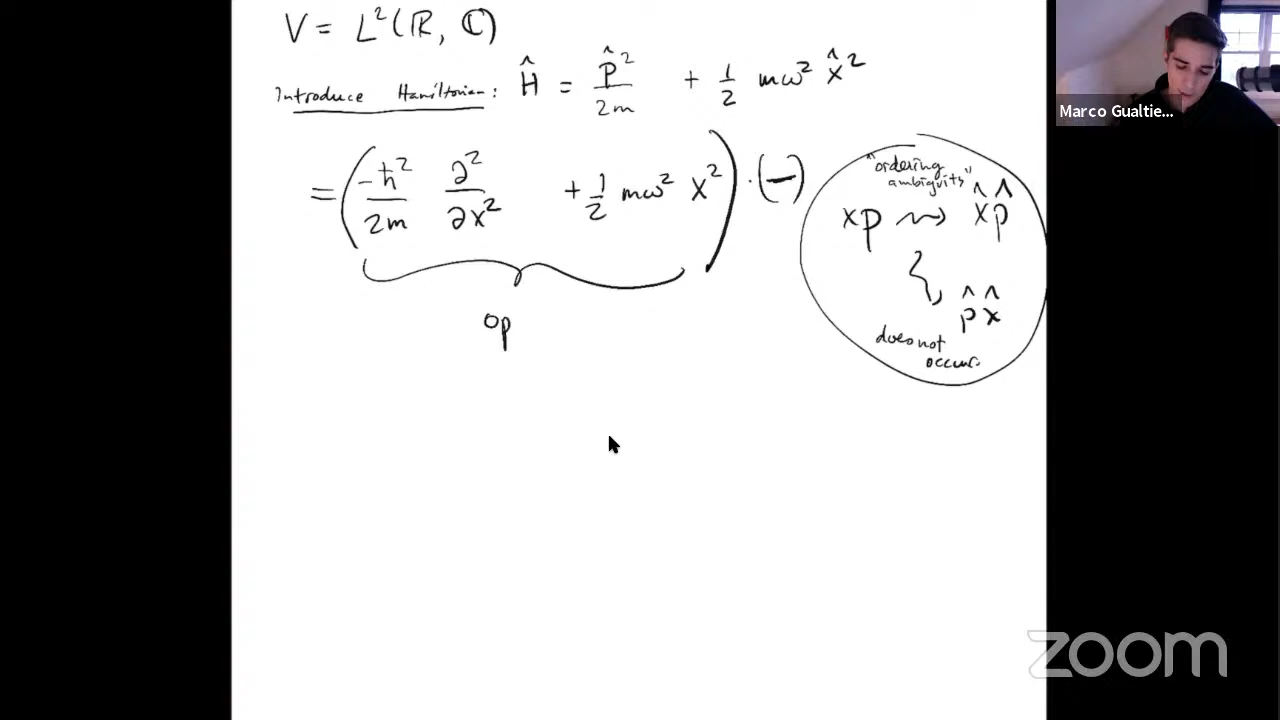 V = L²(ℝ, ℂ)
Introduce Hamiltonian: Ĥ = p̂²/2m + 1/2 mω² x̂²
= (-ℏ²/2m ∂²/∂x² + 1/2 mω² x²) · (−)
op
"ordering
ambiguity"
xp ⇝ x̂p̂
p̂x̂
does not
occur.
Marco Gualtie...
zoom